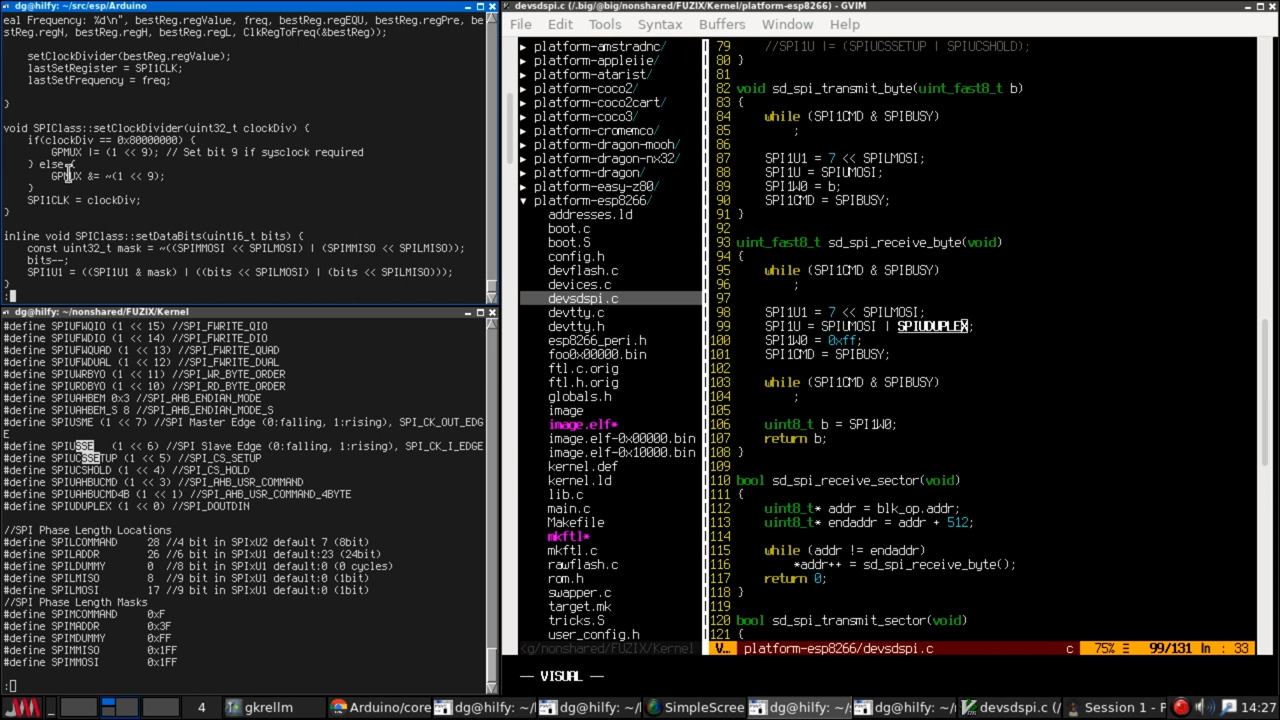 dg@hilfy: ~/src/esp/Arduino
eal Frequency: %d\n", bestReg.regValue, freq, bestReg.regEQU, bestReg.regPre, be
stReg.regN, bestReg.regH, bestReg.regL, ClkRegToFreq(&bestReg));
setClockDivider(bestReg.regValue);
lastSetRegister = SPI1CLK;
lastSetFrequency = freq;
}
void SPIClass::setClockDivider(uint32_t clockDiv) {
if(clockDiv == 0x80000000) {
GPMUX |= (1 << 9); // Set bit 9 if sysclock required
} else {
GPMUX &= ~(1 << 9);
}
SPI1CLK = clockDiv;
}
inline void SPIClass::setDataBits(uint16_t bits) {
const uint32_t mask = ~((SPIMMOSI << SPILMOSI) | (SPIMMISO << SPILMISO));
bits--;
SPI1U1 = ((SPI1U1 & mask) | ((bits << SPILMOSI) | (bits << SPILMISO)));
}
:
dg@hilfy: ~/nonshared/FUZIX/Kernel
#define SPIUFWQIO (1 << 15) //SPI_FWRITE_QIO
#define SPIUFWDIO (1 << 14) //SPI_FWRITE_DIO
#define SPIUFWQUAD (1 << 13) //SPI_FWRITE_QUAD
#define SPIUFWDUAL (1 << 12) //SPI_FWRITE_DUAL
#define SPIUWRBYO (1 << 11) //SPI_WR_BYTE_ORDER
#define SPIURDBYO (1 << 10) //SPI_RD_BYTE_ORDER
#define SPIUAHBEM 0x3 //SPI_AHB_ENDIAN_MODE
#define SPIUAHBEM_S 8 //SPI_AHB_ENDIAN_MODE_S
#define SPIUSME (1 << 7) //SPI Master Edge (0:falling, 1:rising), SPI_CK_OUT_EDG
E
#define SPIUSSE (1 << 6) //SPI Slave Edge (0:falling, 1:rising), SPI_CK_I_EDGE
#define SPIUCSSETUP (1 << 5) //SPI_CS_SETUP
#define SPIUCSHOLD (1 << 4) //SPI_CS_HOLD
#define SPIUAHBUCMD (1 << 3) //SPI_AHB_USR_COMMAND
#define SPIUAHBUCMD4B (1 << 1) //SPI_AHB_USR_COMMAND_4BYTE
#define SPIUDUPLEX (1 << 0) //SPI_DOUTDIN
//SPI Phase Length Locations
#define SPILCOMMAND 28 //4 bit in SPIxU2 default 7 (8bit)
#define SPILADDR 26 //6 bit in SPIxU1 default:23 (24bit)
#define SPILDUMMY 0 //8 bit in SPIxU1 default:0 (0 cycles)
#define SPILMISO 8 //9 bit in SPIxU1 default:0 (1bit)
#define SPILMOSI 17 //9 bit in SPIxU1 default:0 (1bit)
//SPI Phase Length Masks
#define SPIMCOMMAND 0xF
#define SPIMADDR 0x3F
#define SPIMDUMMY 0xFF
#define SPIMMISO 0x1FF
#define SPIMMOSI 0x1FF
:
devsdspi.c (./.big/@big/nonshared/FUZIX/Kernel/platform-esp8266) - GVIM
File Edit Tools Syntax Buffers Window Help
▸ platform-amstradnc/
▸ platform-appleiie/
▸ platform-atarist/
▸ platform-coco2/
▸ platform-coco2cart/
▸ platform-coco3/
▸ platform-cromemco/
▸ platform-dragon-mooh/
▸ platform-dragon-nx32/
▸ platform-dragon/
▸ platform-easy-z80/
▾ platform-esp8266/
addresses.ld
boot.c
boot.S
config.h
devflash.c
devices.c
devsdspi.c
devtty.c
devtty.h
esp8266_peri.h
foo0x00000.bin
ftl.c.orig
ftl.h.orig
globals.h
image
image.elf*
image.elf-0x00000.bin
image.elf-0x10000.bin
kernel.def
kernel.ld
lib.c
main.c
Makefile
mkftl*
mkftl.c
rawflash.c
rom.h
swapper.c
target.mk
tricks.S
user_config.h
<g/nonshared/FUZIX/Kernel
79 //SPI1U |= (SPIUCSSETUP | SPIUCSHOLD);
80 }
81
82 void sd_spi_transmit_byte(uint_fast8_t b)
83 {
84 while (SPI1CMD & SPIBUSY)
85 ;
86
87 SPI1U1 = 7 << SPILMOSI;
88 SPI1U = SPIUMOSI;
89 SPI1W0 = b;
90 SPI1CMD = SPIBUSY;
91 }
92
93 uint_fast8_t sd_spi_receive_byte(void)
94 {
95 while (SPI1CMD & SPIBUSY)
96 ;
97
98 SPI1U1 = 7 << SPILMOSI;
99 SPI1U = SPIUMOSI | SPIUDUPLEX;
100 SPI1W0 = 0xff;
101 SPI1CMD = SPIBUSY;
102
103 while (SPI1CMD & SPIBUSY)
104 ;
105
106 uint8_t b = SPI1W0;
107 return b;
108 }
109
110 bool sd_spi_receive_sector(void)
111 {
112 uint8_t* addr = blk_op.addr;
113 uint8_t* endaddr = addr + 512;
114
115 while (addr != endaddr)
116 *addr++ = sd_spi_receive_byte();
117 return 0;
118 }
119
120 bool sd_spi_transmit_sector(void)
121 {
V… platform-esp8266/devsdspi.c c 75% Ξ 99/131 ln : 33
-- VISUAL --
4 gkrellm Arduino/core dg@hilfy: ~/ dg@hilfy: ~/ SimpleScree dg@hilfy: ~/s dg@hilfy: ~/ devsdspi.c (/ Session 1 - P 14:27